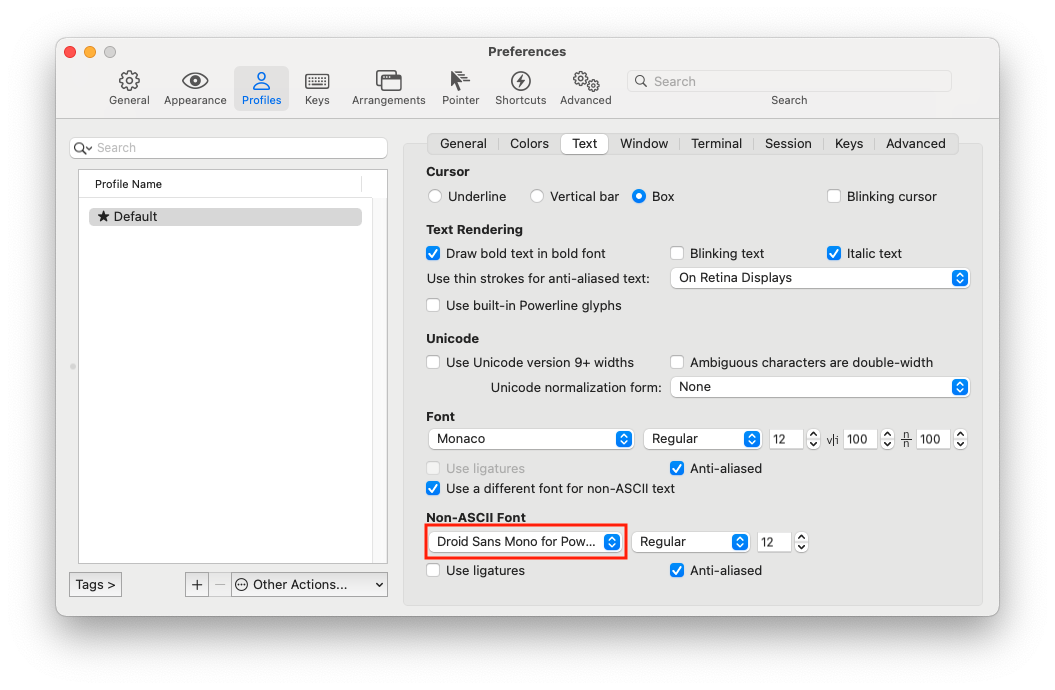 Preferences
General Appearance Profiles Keys Arrangements Pointer Shortcuts Advanced Search
Search
Search
General Colors Text Window Terminal Session Keys Advanced
Profile Name
★ Default
Tags > + − Other Actions...
Cursor
Underline Vertical bar Box Blinking cursor
Text Rendering
Draw bold text in bold font Blinking text Italic text
Use thin strokes for anti-aliased text: On Retina Displays
Use built-in Powerline glyphs
Unicode
Use Unicode version 9+ widths Ambiguous characters are double-width
Unicode normalization form: None
Font
Monaco Regular 12 v|i 100 n/n 100
Use ligatures Anti-aliased
Use a different font for non-ASCII text
Non-ASCII Font
Droid Sans Mono for Pow... Regular 12
Use ligatures Anti-aliased